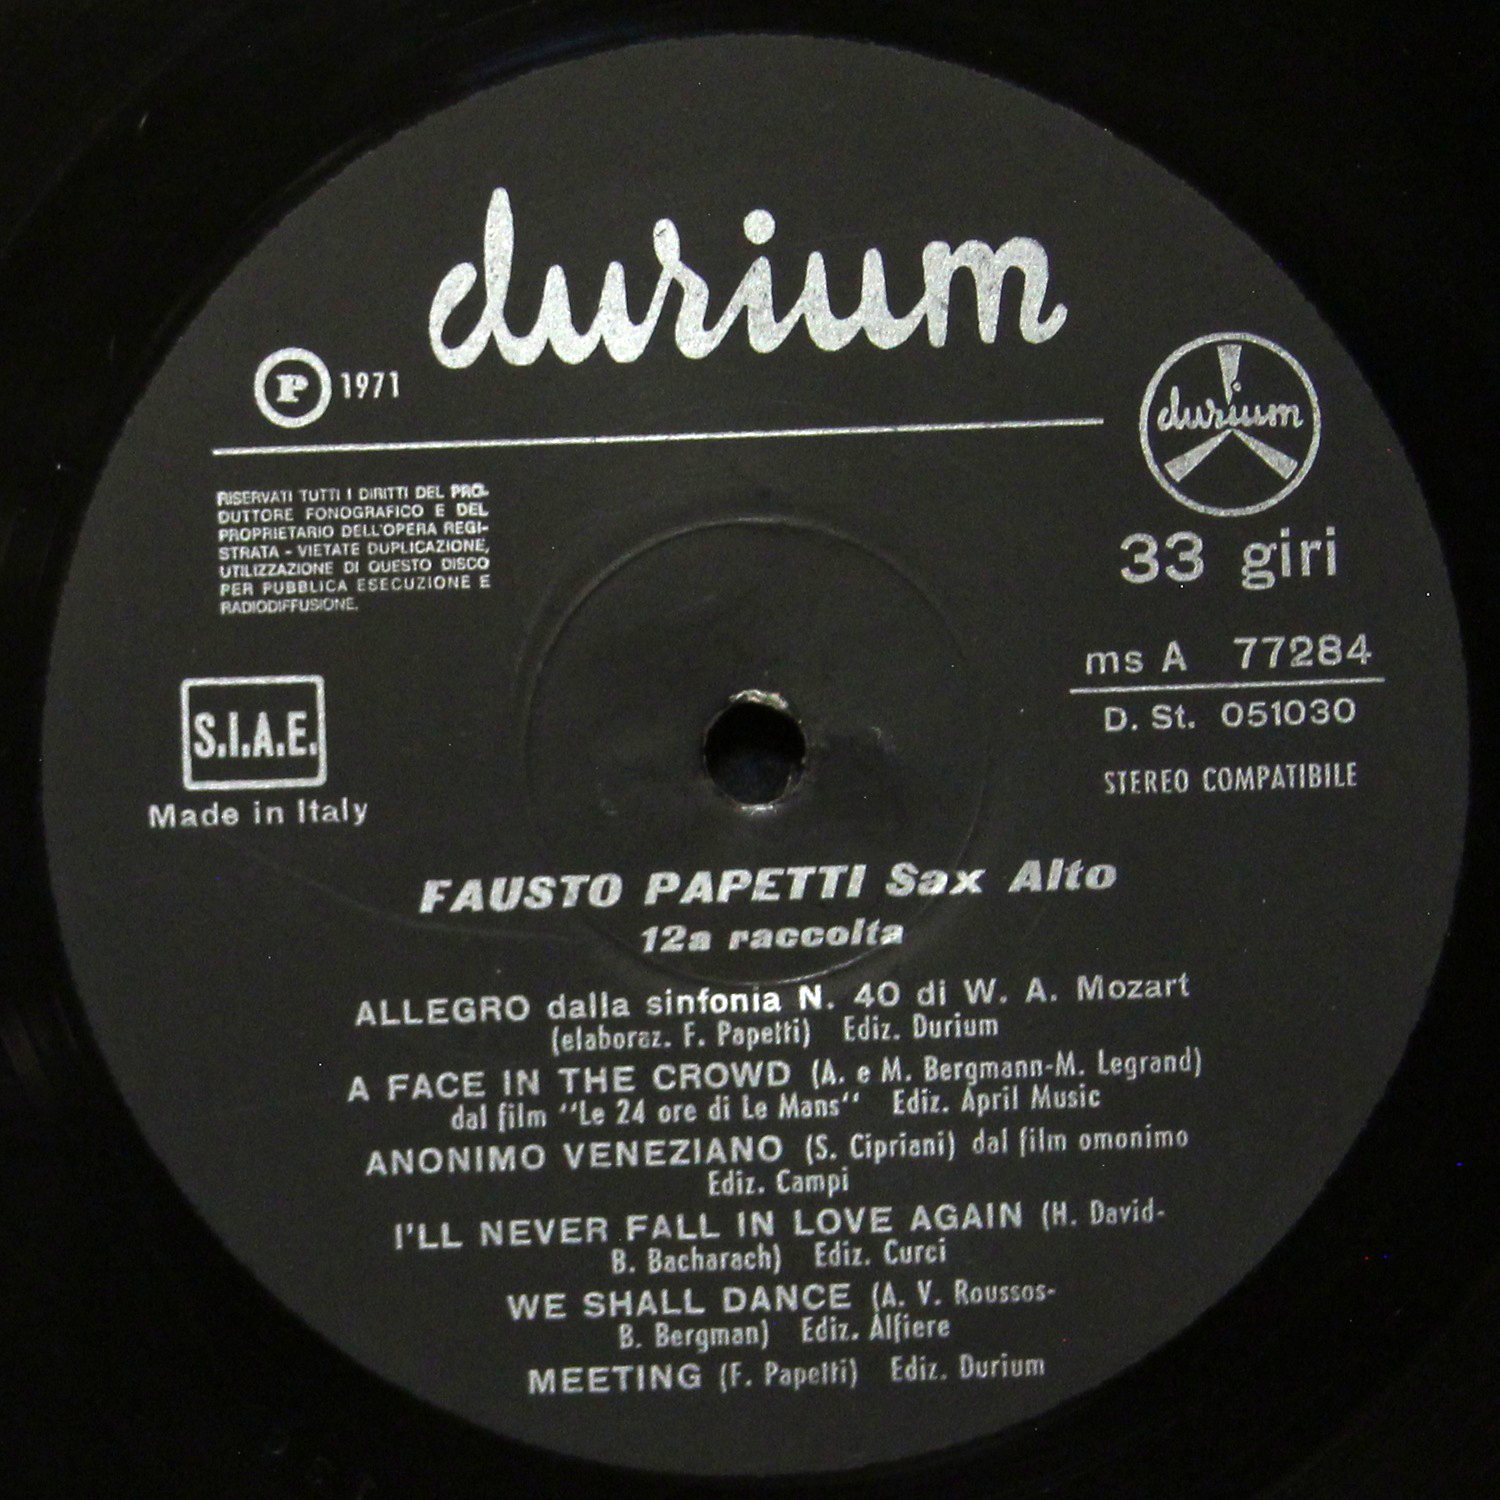 durium
P 1971
durium
RISERVATI TUTTI I DIRITTI DEL PRO-
DUTTORE FONOGRAFICO E DEL
PROPRIETARIO DELL'OPERA REGI-
STRATA - VIETATE DUPLICAZIONE,
UTILIZZAZIONE DI QUESTO DISCO
PER PUBBLICA ESECUZIONE E
RADIODIFFUSIONE.
33 giri
ms A 77284
D. St. 051030
STEREO COMPATIBILE
S.I.A.E.
Made in Italy
FAUSTO PAPETTI Sax Alto
12a raccolta
ALLEGRO dalla sinfonia N. 40 di W. A. Mozart
(elaboraz. F. Papetti) Ediz. Durium
A FACE IN THE CROWD (A. e M. Bergmann-M. Legrand)
dal film "Le 24 ore di Le Mans" Ediz. April Music
ANONIMO VENEZIANO (S. Cipriani) dal film omonimo
Ediz. Campi
I'LL NEVER FALL IN LOVE AGAIN (H. David-
B. Bacharach) Ediz. Curci
WE SHALL DANCE (A. V. Roussos-
B. Bergman) Ediz. Alfiere
MEETING (F. Papetti) Ediz. Durium